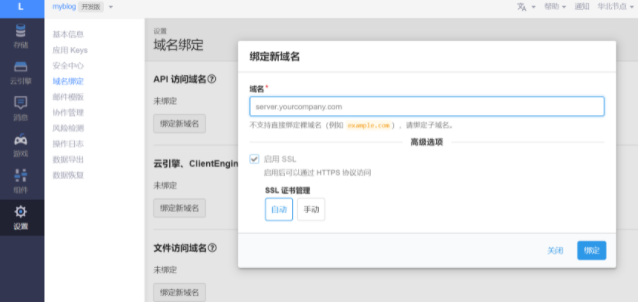 L
myblog 开发版
帮助
通知
华北节点
存储
云引擎
消息
游戏
组件
设置
基本信息
应用 Keys
安全中心
域名绑定
邮件模版
协作管理
风险检测
操作日志
数据导出
数据恢复
设置
域名绑定
API 访问域名
未绑定
绑定新域名
云引擎、ClientEngin
未绑定
绑定新域名
文件访问域名
未绑定
绑定新域名
绑定新域名
域名*
server.yourcompany.com
不支持直接绑定裸域名（例如 example.com），请绑定子域名。
高级选项
启用 SSL
启用后可以通过 HTTPS 协议访问
SSL 证书管理
自动 手动
关闭 绑定